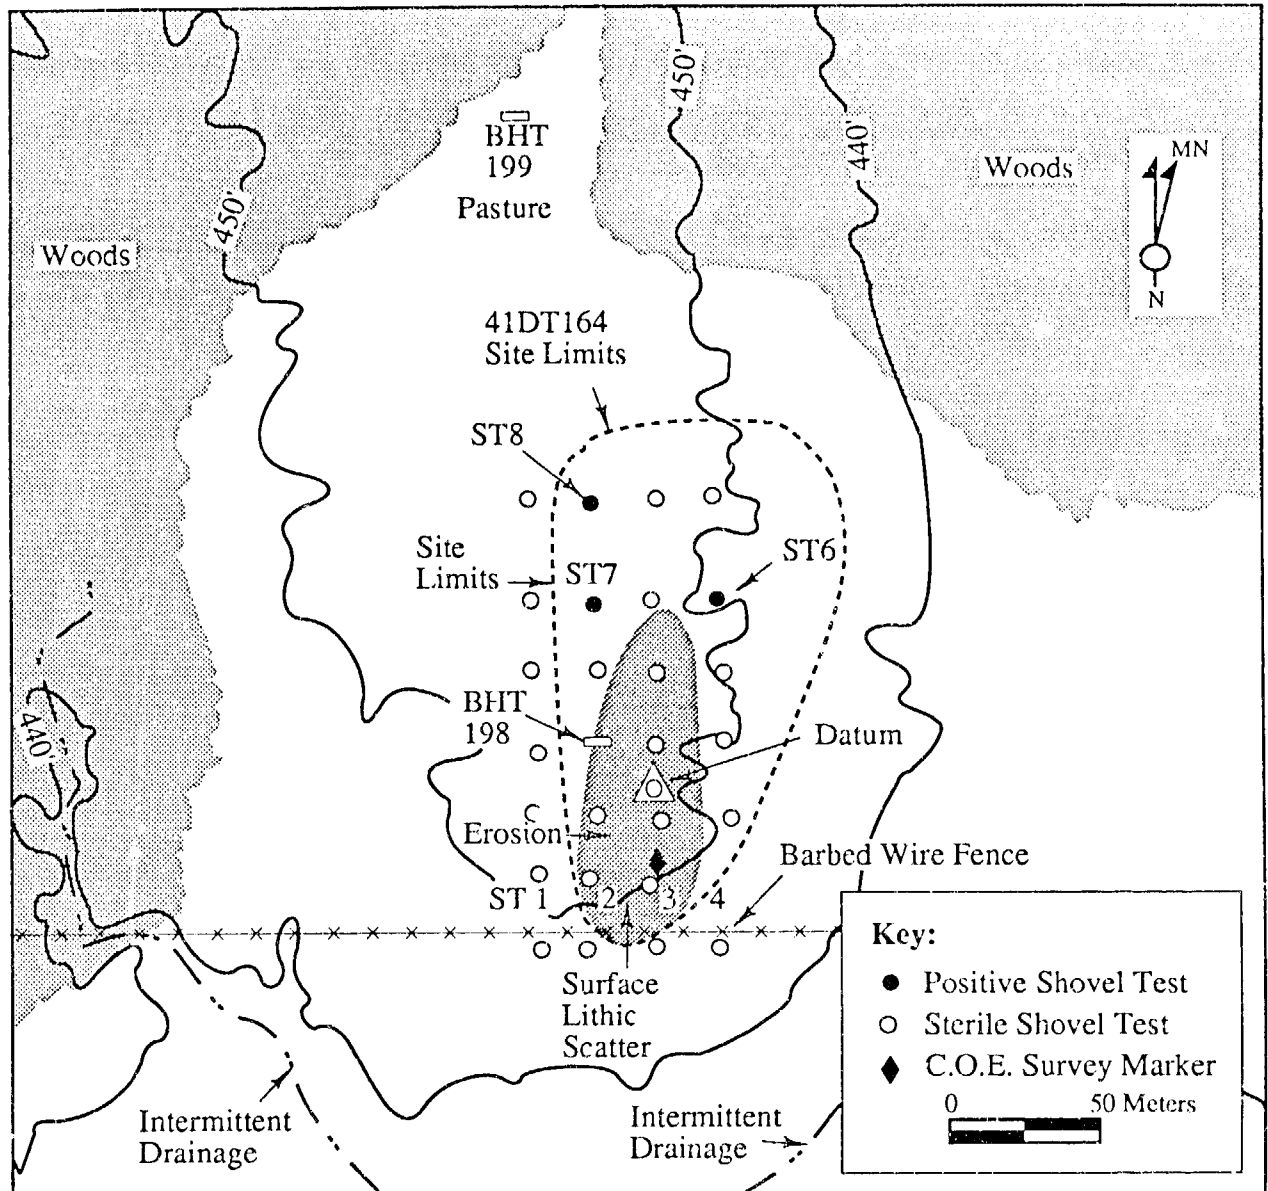 450'
440'
BHT
199
Pasture
Woods
MN
N
450'
Woods
41DT164
Site Limits
ST8
Site
Limits
ST7
ST6
BHT
198
Datum
440'
Erosion
Barbed Wire Fence
ST 1 2 3 4
Surface
Lithic
Scatter
Intermittent
Drainage
Intermittent
Drainage
Key:
Positive Shovel Test
Sterile Shovel Test
C.O.E. Survey Marker
0 50 Meters